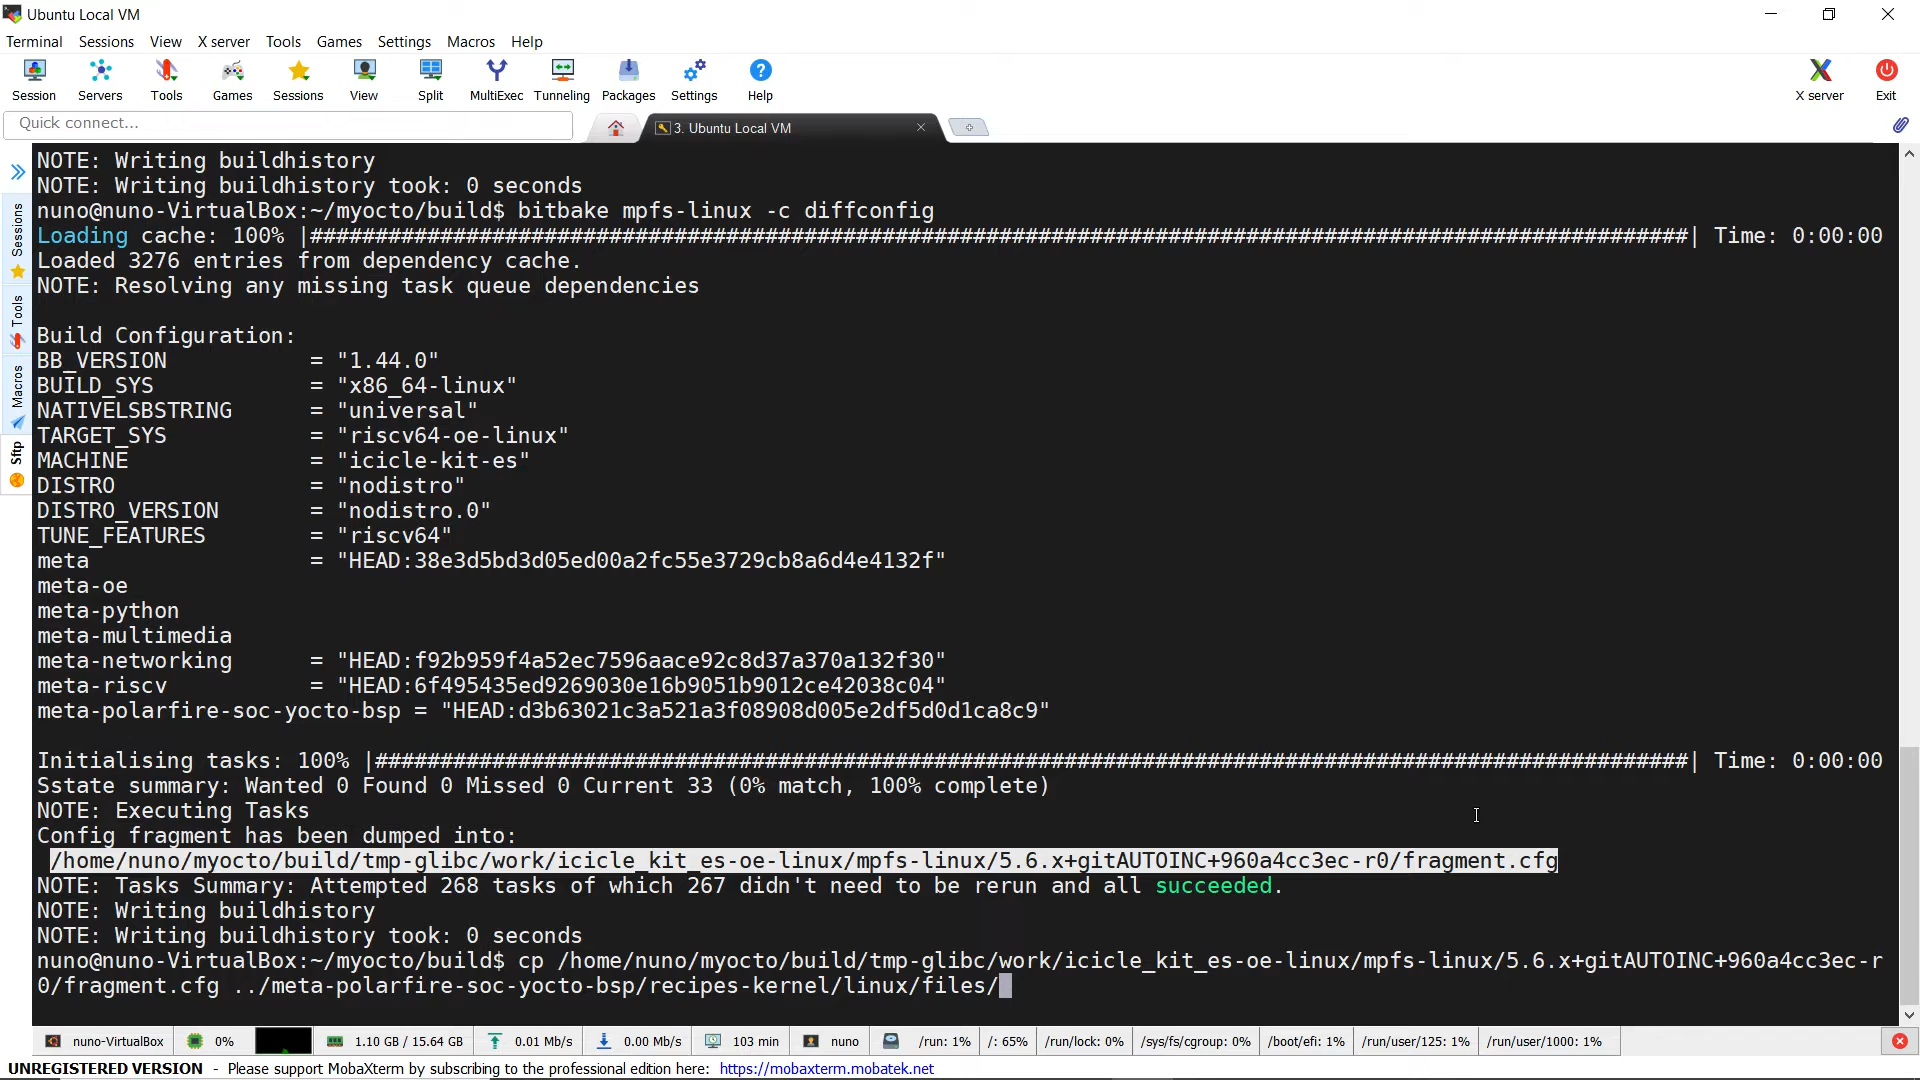 Ubuntu Local VM
Terminal Sessions View X server Tools Games Settings Macros Help
Session Servers Tools Games Sessions View Split MultiExec Tunneling Packages Settings Help X server Exit
Quick connect...
3. Ubuntu Local VM
Sessions
Tools
Macros
Sftp
NOTE: Writing buildhistory
NOTE: Writing buildhistory took: 0 seconds
nuno@nuno-VirtualBox:~/myocto/build$ bitbake mpfs-linux -c diffconfig
Loading cache: 100% |##########################################################################################################| Time: 0:00:00
Loaded 3276 entries from dependency cache.
NOTE: Resolving any missing task queue dependencies
Build Configuration:
BB_VERSION           = "1.44.0"
BUILD_SYS            = "x86_64-linux"
NATIVELSBSTRING      = "universal"
TARGET_SYS           = "riscv64-oe-linux"
MACHINE              = "icicle-kit-es"
DISTRO               = "nodistro"
DISTRO_VERSION       = "nodistro.0"
TUNE_FEATURES        = "riscv64"
meta                 = "HEAD:38e3d5bd3d05ed00a2fc55e3729cb8a6d4e4132f"
meta-oe
meta-python
meta-multimedia
meta-networking      = "HEAD:f92b959f4a52ec7596aace92c8d37a370a132f30"
meta-riscv           = "HEAD:6f495435ed9269030e16b9051b9012ce42038c04"
meta-polarfire-soc-yocto-bsp = "HEAD:d3b63021c3a521a3f08908d005e2df5d0d1ca8c9"
Initialising tasks: 100% |#####################################################################################################| Time: 0:00:00
Sstate summary: Wanted 0 Found 0 Missed 0 Current 33 (0% match, 100% complete)
NOTE: Executing Tasks
Config fragment has been dumped into:
/home/nuno/myocto/build/tmp-glibc/work/icicle_kit_es-oe-linux/mpfs-linux/5.6.x+gitAUTOINC+960a4cc3ec-r0/fragment.cfg
NOTE: Tasks Summary: Attempted 268 tasks of which 267 didn't need to be rerun and all succeeded.
NOTE: Writing buildhistory
NOTE: Writing buildhistory took: 0 seconds
nuno@nuno-VirtualBox:~/myocto/build$ cp /home/nuno/myocto/build/tmp-glibc/work/icicle_kit_es-oe-linux/mpfs-linux/5.6.x+gitAUTOINC+960a4cc3ec-r
0/fragment.cfg ../meta-polarfire-soc-yocto-bsp/recipes-kernel/linux/files/
nuno-VirtualBox 0% 1.10 GB / 15.64 GB 0.01 Mb/s 0.00 Mb/s 103 min nuno /run: 1% /: 65% /run/lock: 0% /sys/fs/cgroup: 0% /boot/efi: 1% /run/user/125: 1% /run/user/1000: 1%
UNREGISTERED VERSION - Please support MobaXterm by subscribing to the professional edition here: https://mobaxterm.mobatek.net